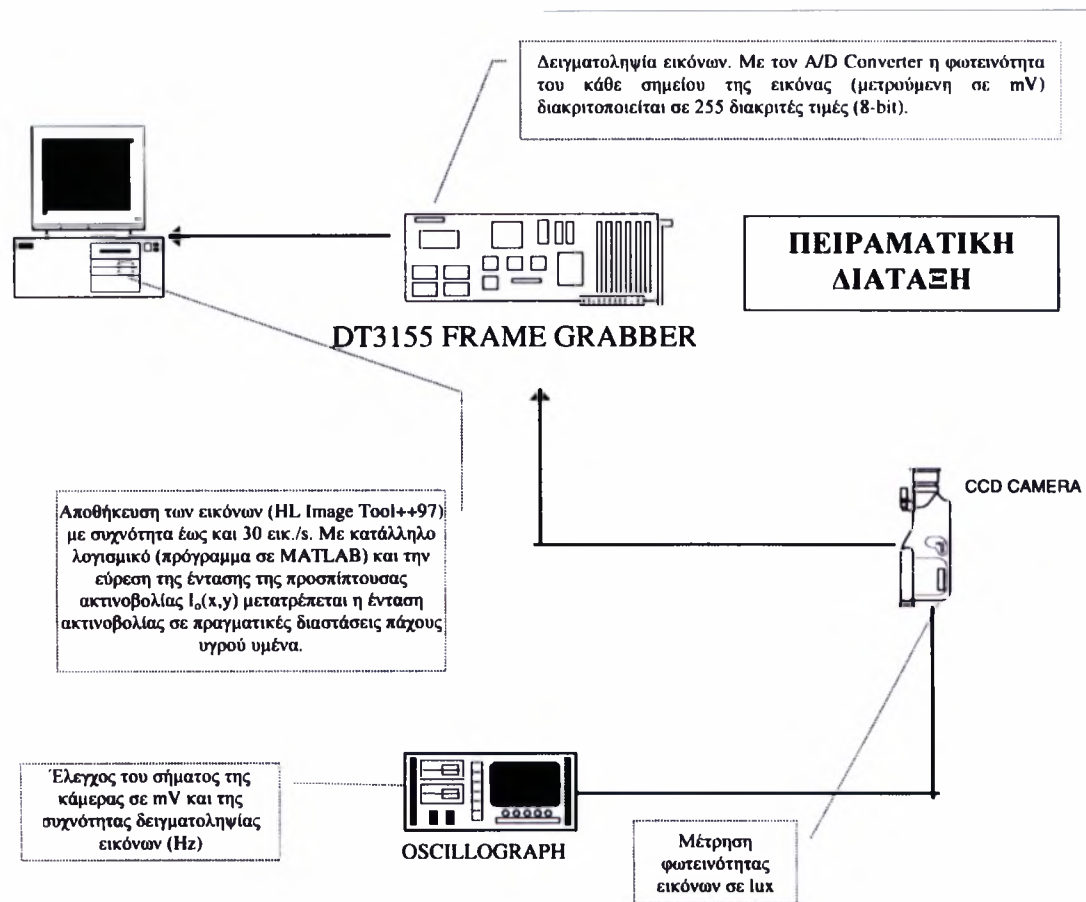 Δειγματοληψία εικόνων. Με τον A/D Converter η φωτεινότητα
του κάθε σημείου της εικόνας (μετρούμενη σε mV)
διακριτοποιείται σε 255 διακριτές τιμές (8-bit).
ΠΕΙΡΑΜΑΤΙΚΗ
ΔΙΑΤΑΞΗ
DT3155 FRAME GRABBER
CCD CAMERA
Αποθήκευση των εικόνων (HL Image Tool++97)
με συχνότητα έως και 30 εικ./s. Με κατάλληλο
λογισμικό (πρόγραμμα σε MATLAB) και την
εύρεση της έντασης της προσπίπτουσας
ακτινοβολίας Iₒ(x,y) μετατρέπεται η ένταση
ακτινοβολίας σε πραγματικές διαστάσεις πάχους
υγρού υμένα.
Έλεγχος του σήματος της
κάμερας σε mV και της
συχνότητας δειγματοληψίας
εικόνων (Hz)
OSCILLOGRAPH
Μέτρηση
φωτεινότητας
εικόνων σε lux